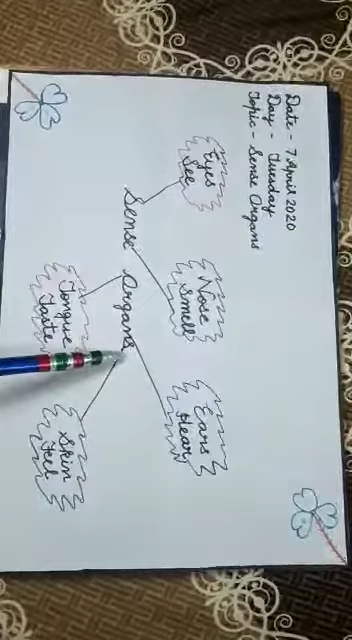 Date - 7 April 2020
Day - Tuesday
Topic - Sense Organs
Eyes
See
Nose
Smell
Ears
Hear
Sense Organs
Tongue
Taste
Skin
Feel